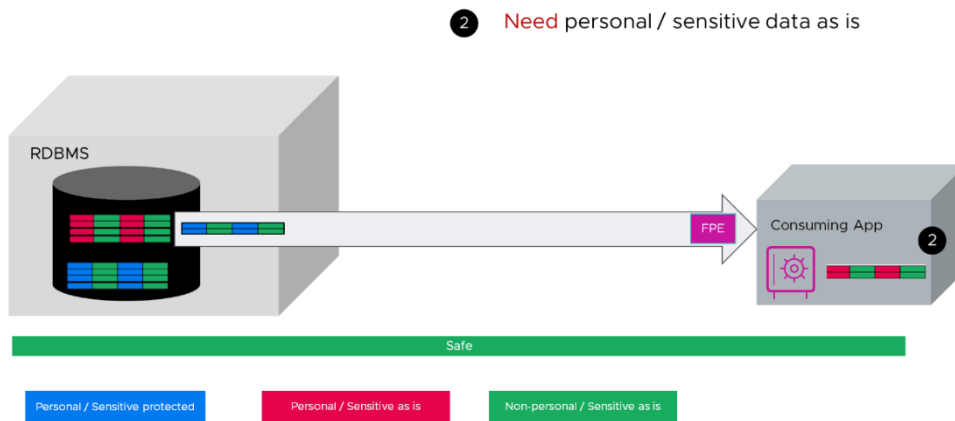 2 Need personal / sensitive data as is
RDBMS
FPE
Consuming App
2
Safe
Personal / Sensitive protected
Personal / Sensitive as is
Non-personal / Sensitive as is